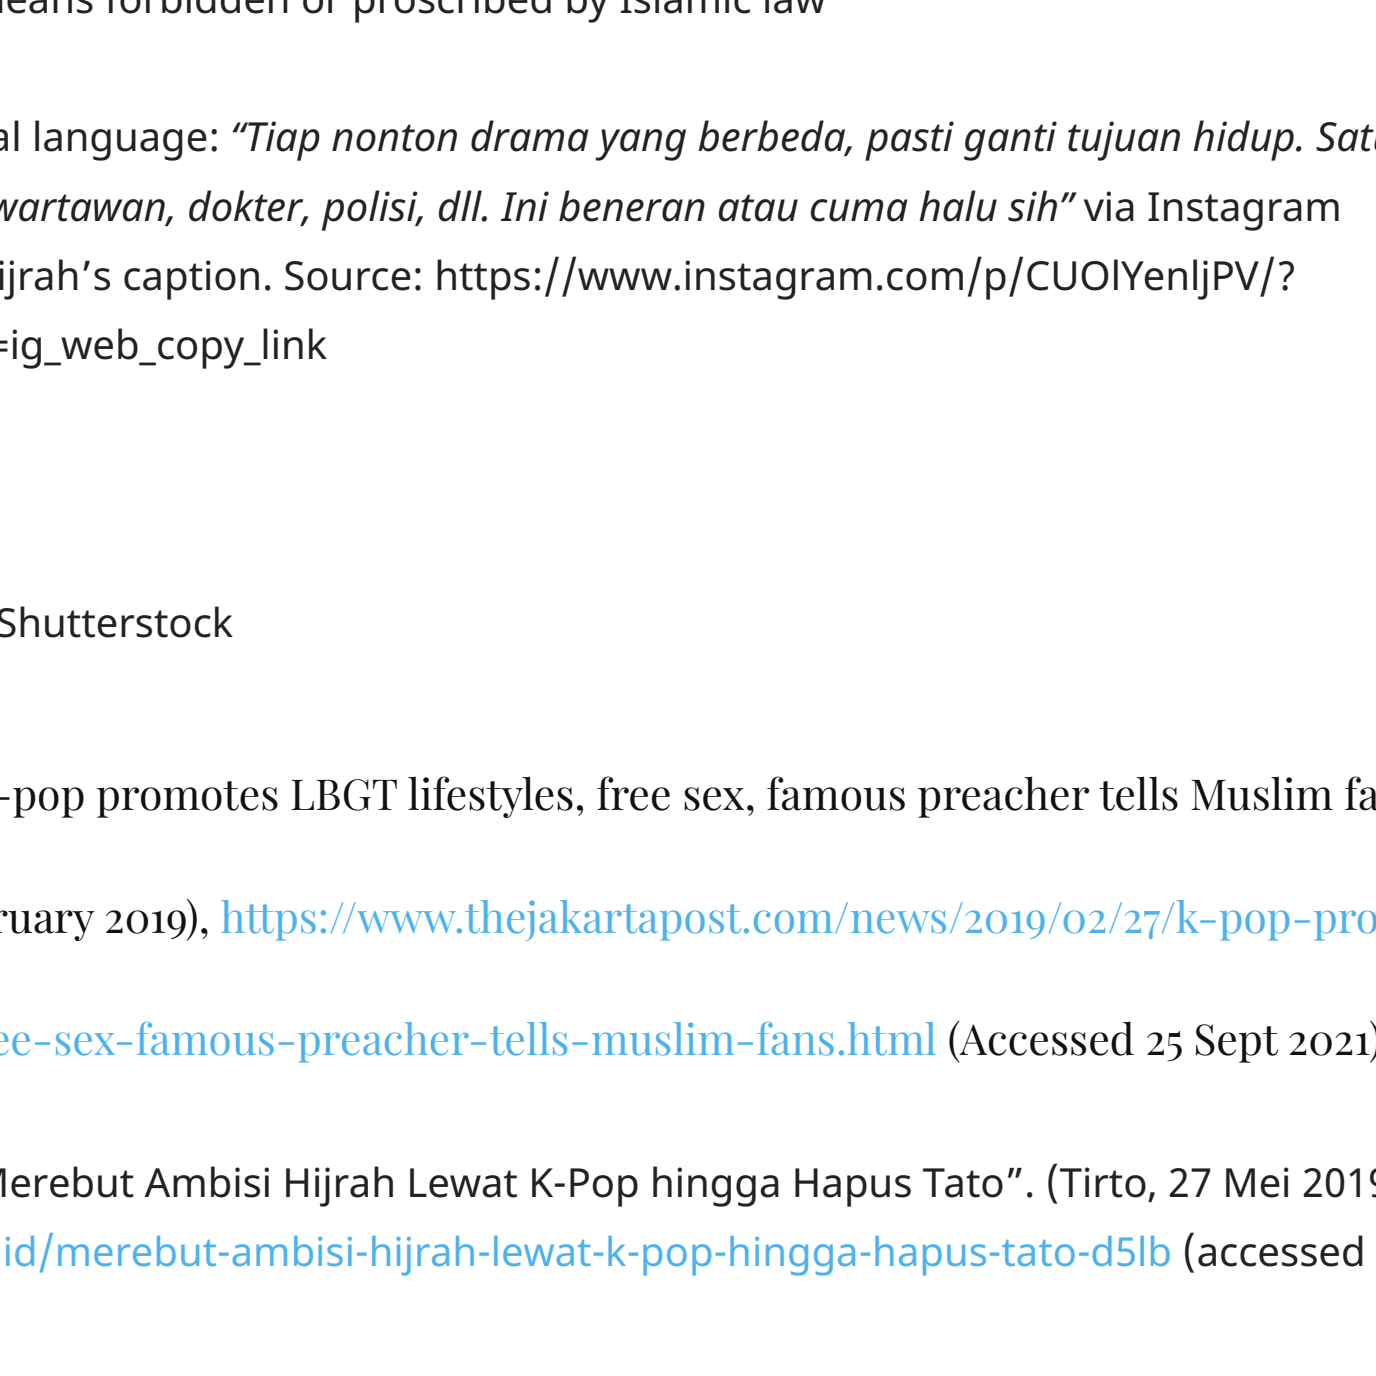 means forbidden or proscribed by Islamic law
al language: “Tiap nonton drama yang berbeda, pasti ganti tujuan hidup.
wartawan, dokter, polisi, dll. Ini beneran atau cuma halu sih” via Instagram
ijrah’s caption. Source: https://www.instagram.com/p/CUOlYenljPV/?
=ig_web_copy_link
Shutterstock
-pop promotes LBGT lifestyles, free sex, famous preacher tells Muslim fa
ruary 2019), https://www.thejakartapost.com/news/2019/02/27/k-pop-pro
ee-sex-famous-preacher-tells-muslim-fans.html (Accessed 25 Sept 2021)
Merebut Ambisi Hijrah Lewat K-Pop hingga Hapus Tato”. (Tirto, 27 Mei 2019
id/merebut-ambisi-hijrah-lewat-k-pop-hingga-hapus-tato-d5lb (accessed